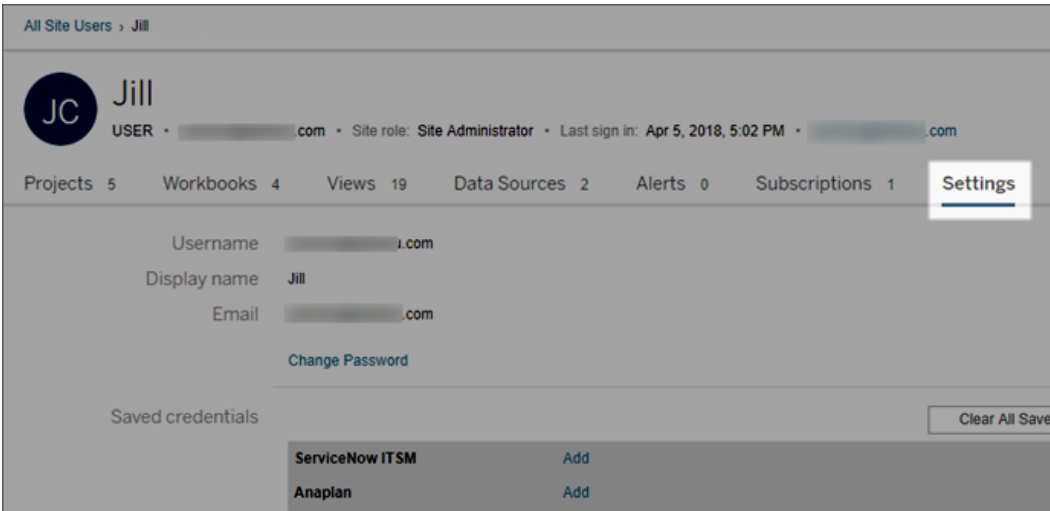 All Site Users › Jill
JC
Jill
USER • .com • Site role: Site Administrator • Last sign in: Apr 5, 2018, 5:02 PM • .com
Projects 5 Workbooks 4 Views 19 Data Sources 2 Alerts 0 Subscriptions 1 Settings
Username .com
Display name Jill
Email .com
Change Password
Saved credentials Clear All Save
ServiceNow ITSM Add
Anaplan Add